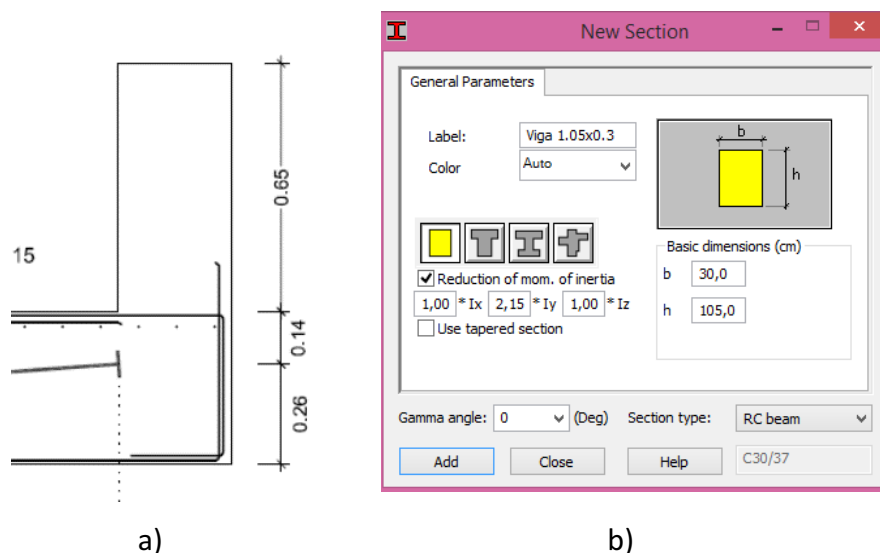 0.65
15
0.14
0.26
a)
New Section
General Parameters
Label: Viga 1.05x0.3
Color Auto
b
h
Reduction of mom. of inertia
1,00 * Ix 2,15 * Iy 1,00 * Iz
Use tapered section
Basic dimensions (cm)
b 30,0
h 105,0
Gamma angle: 0 (Deg) Section type: RC beam
Add Close Help C30/37
b)